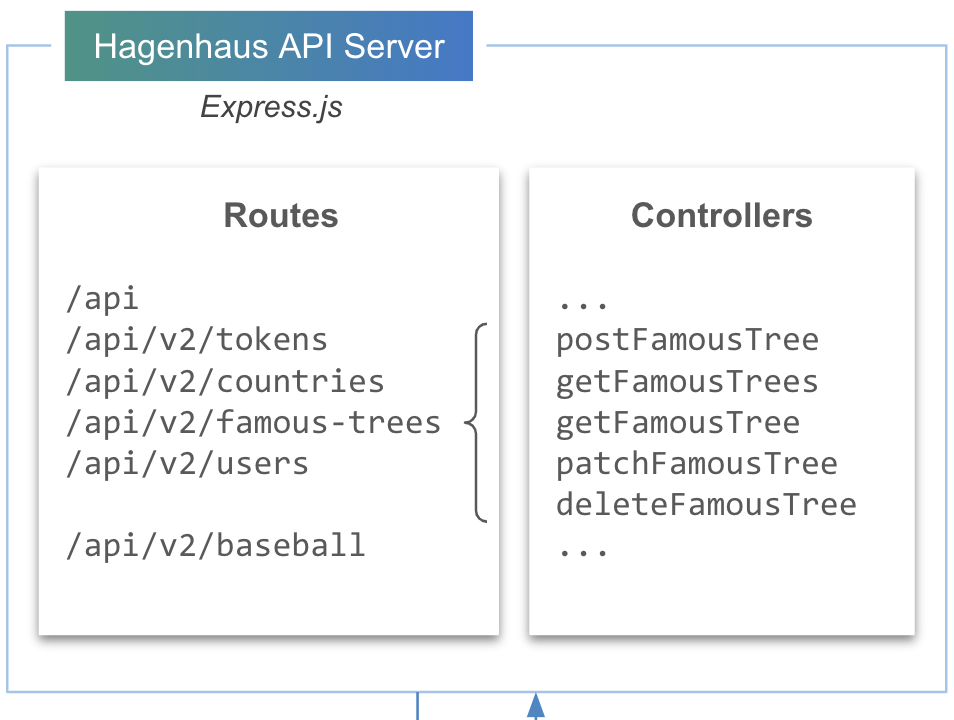 Hagenhaus API Server
Express.js
Routes
/api
/api/v2/tokens
/api/v2/countries
/api/v2/famous-trees
/api/v2/users
/api/v2/baseball
Controllers
...
postFamousTree
getFamousTrees
getFamousTree
patchFamousTree
deleteFamousTree
...